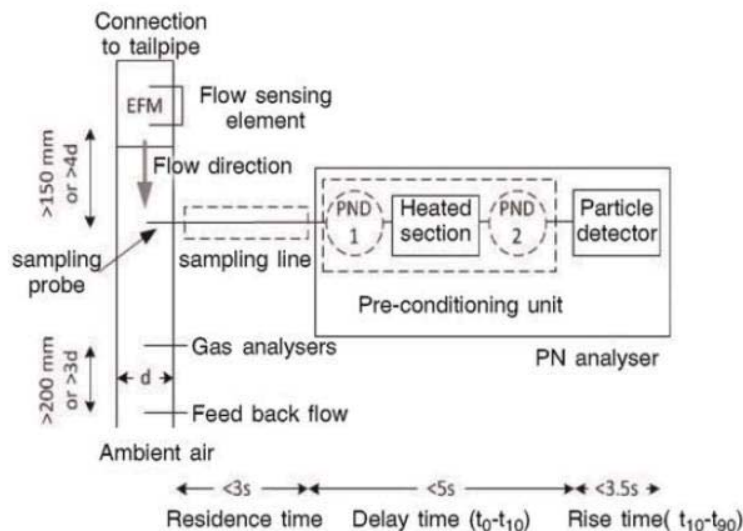 Connection
to tailpipe
EFM
Flow sensing
element
>150 mm
or >4d
Flow direction
sampling
probe
sampling line
PND
1
Heated
section
PND
2
Particle
detector
Pre-conditioning unit
PN analyser
>200 mm
or >3d
d
Gas analysers
Feed back flow
Ambient air
<3s
<5s
<3.5s
Residence time
Delay time (t₀-t₁₀)
Rise time( t₁₀-t₉₀)